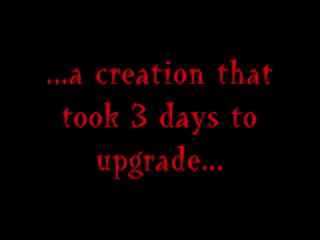 ...a creation that
took 3 days to
upgrade...